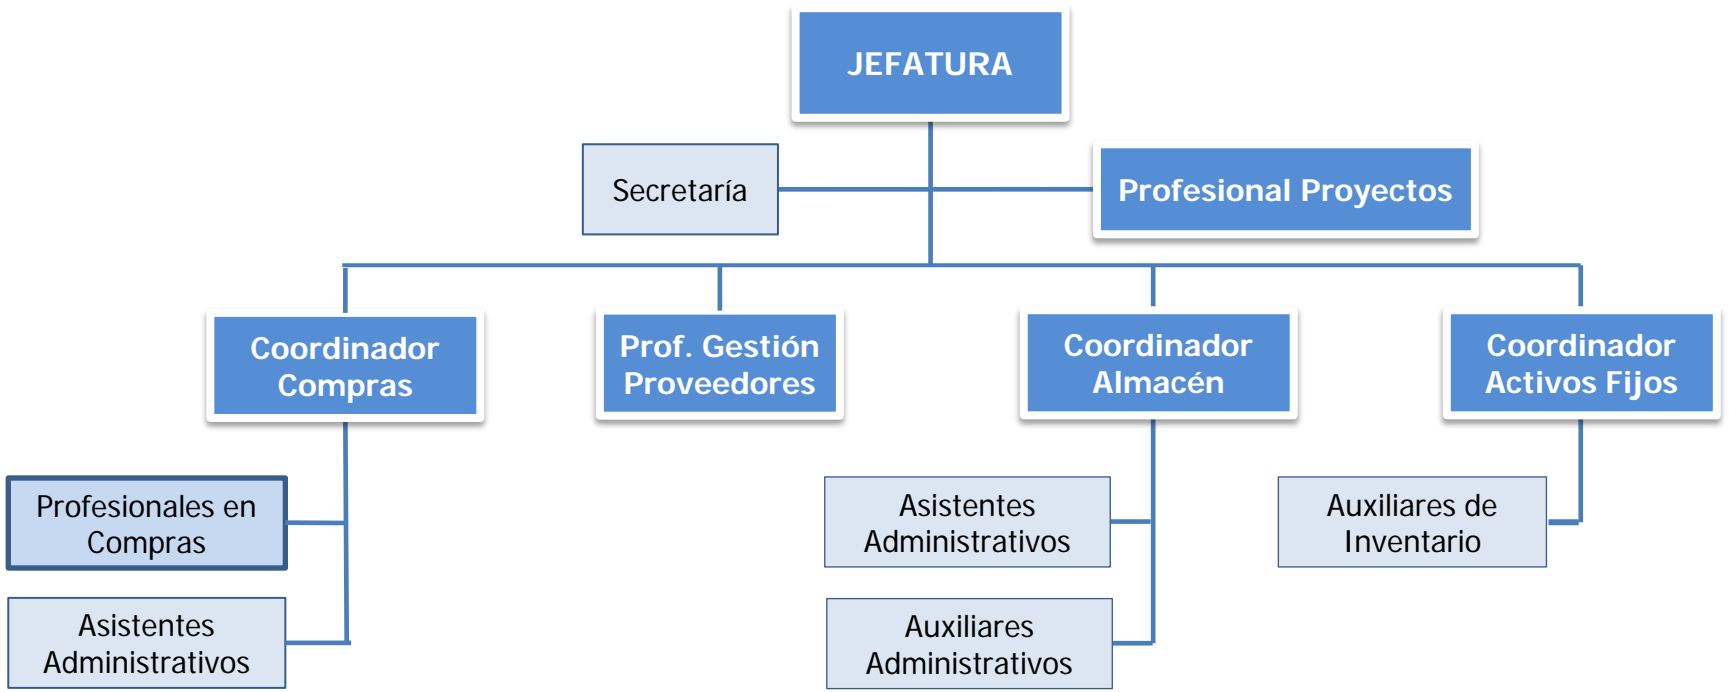 JEFATURA
Secretaría
Profesional Proyectos
Coordinador
Compras
Prof. Gestión
Proveedores
Coordinador
Almacén
Coordinador
Activos Fijos
Profesionales en
Compras
Asistentes
Administrativos
Auxiliares de
Inventario
Asistentes
Administrativos
Auxiliares
Administrativos